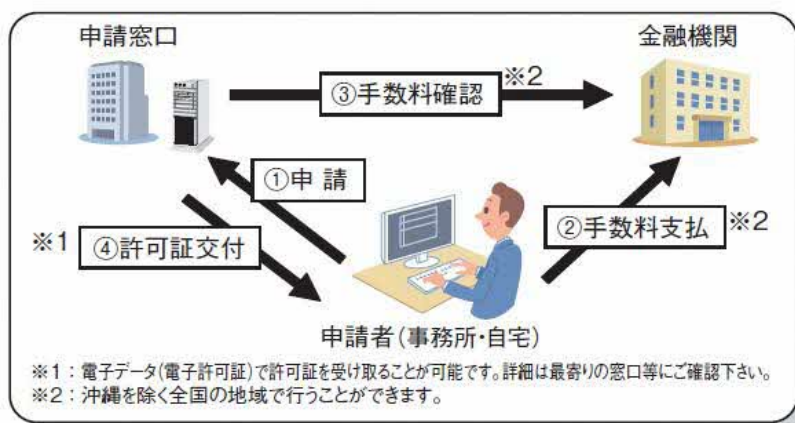 申請窓口
金融機関
③手数料確認
※2
①申 請
②手数料支払
※2
※1
④許可証交付
申請者(事務所・自宅)
※1:電子データ(電子許可証)で許可証を受け取ることが可能です。詳細は最寄りの窓口等にご確認下さい。
※2:沖縄を除く全国の地域で行うことができます。